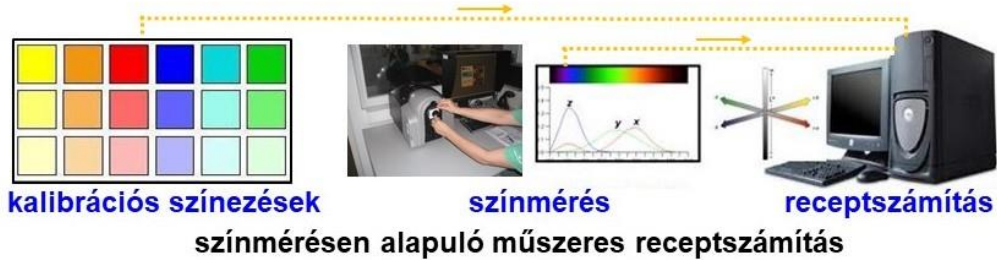 z
y x
kalibrációs színezések színmérés receptszámítás
színmérésen alapuló műszeres receptszámítás